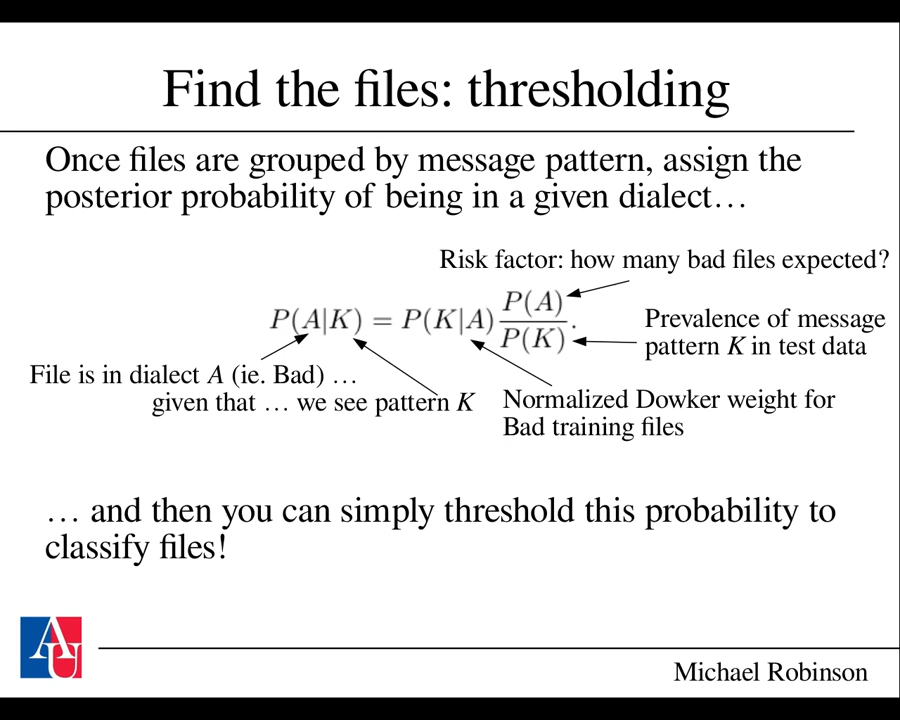 Find the files: thresholding
Once files are grouped by message pattern, assign the
posterior probability of being in a given dialect…
Risk factor: how many bad files expected?
P(A|K) = P(K|A) P(A)/P(K).
Prevalence of message
pattern K in test data
File is in dialect A (ie. Bad) …
given that … we see pattern K
Normalized Dowker weight for
Bad training files
… and then you can simply threshold this probability to
classify files!
AU
Michael Robinson